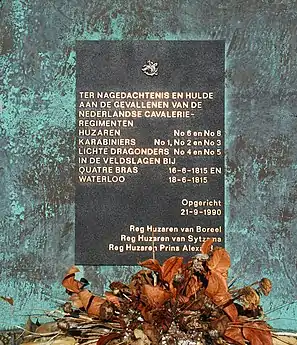 TER NAGEDACHTENIS EN HULDE
AAN DE GEVALLENEN VAN DE
NEDERLANDSE CAVALERIE-
REGIMENTEN
HUZAREN No 6 en No 8
KARABINIERS No 1, No 2 en No 3
LICHTE DRAGONDERS No 4 en No 5
IN DE VELDSLAGEN BIJ
QUATRE BRAS 16-6-1815 EN
WATERLOO 18-6-1815
Opgericht
21-9-1990
Reg Huzaren van Boreel
Reg Huzaren van Sytzama
Reg Huzaren Prins